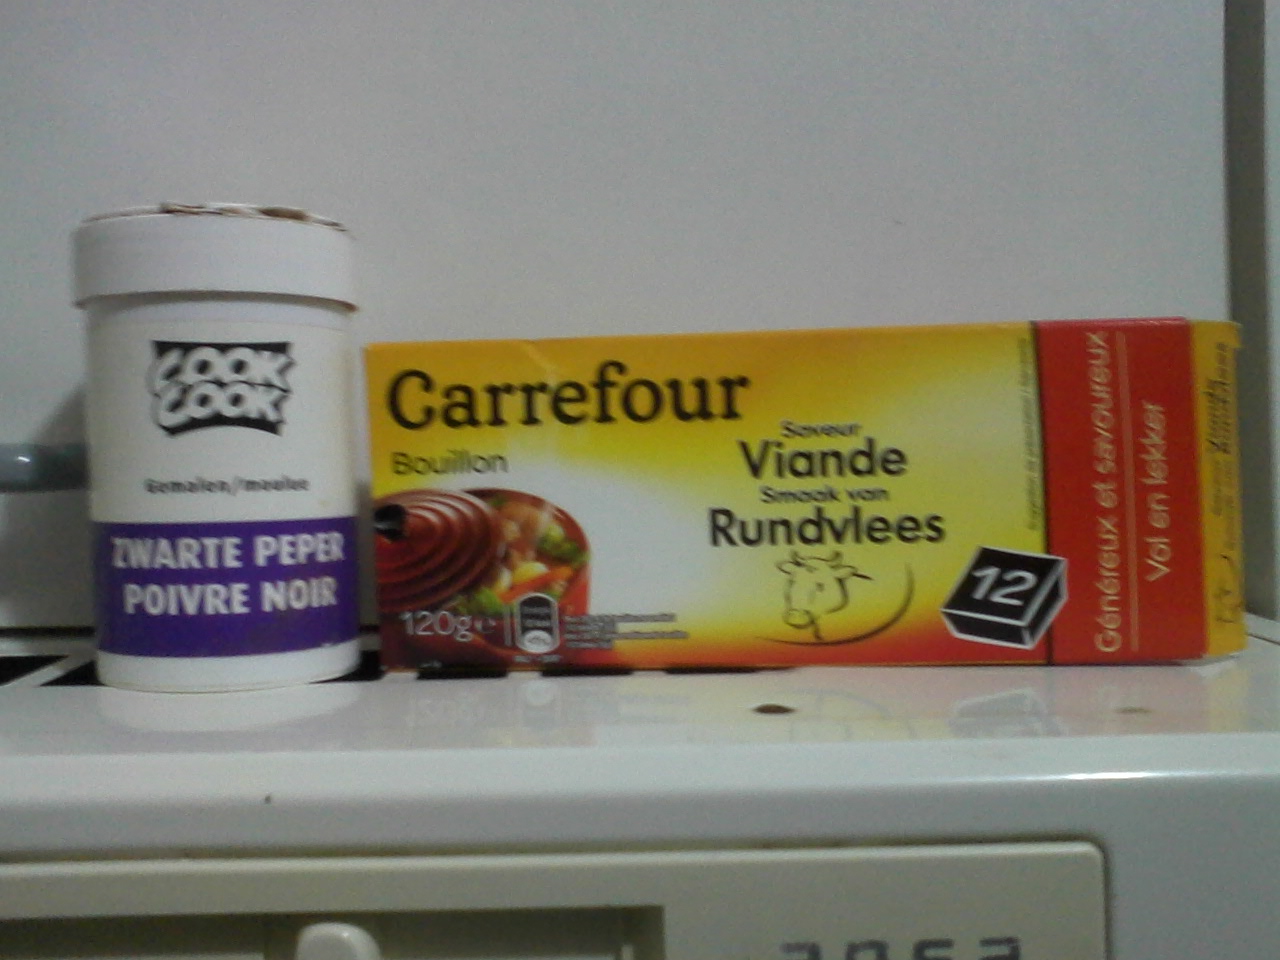 COOK
COOK
Gemalen/moulue
ZWARTE PEPER
POIVRE NOIR
Carrefour
Bouillon
Saveur
Viande
Smaak van
Rundvlees
12
120g e
Généreux et savoureux
Vol en lekker